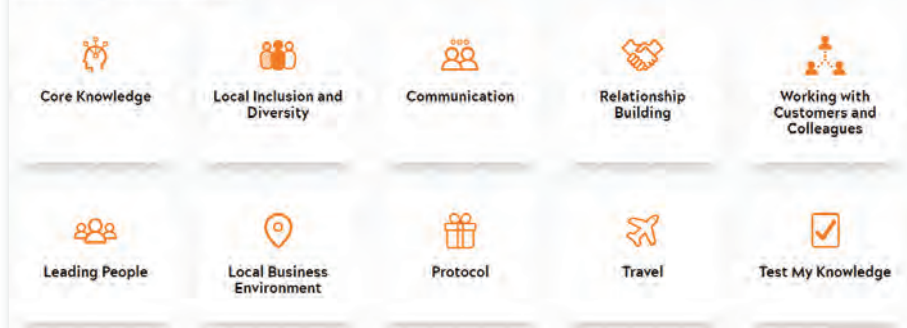 Core Knowledge
Local Inclusion and
Diversity
Communication
Relationship
Building
Working with
Customers and
Colleagues
Leading People
Local Business
Environment
Protocol
Travel
Test My Knowledge